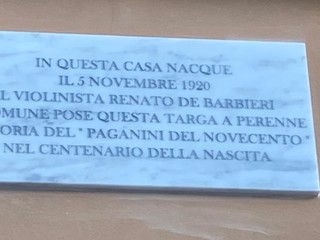 IN QUESTA CASA NACQUE
IL 5 NOVEMBRE 1920
L VIOLINISTA RENATO DE BARBIERI
OMUNE POSE QUESTA TARGA A PERENNE
ORIA DEL "PAGANINI DEL NOVECENTO"
NEL CENTENARIO DELLA NASCITA